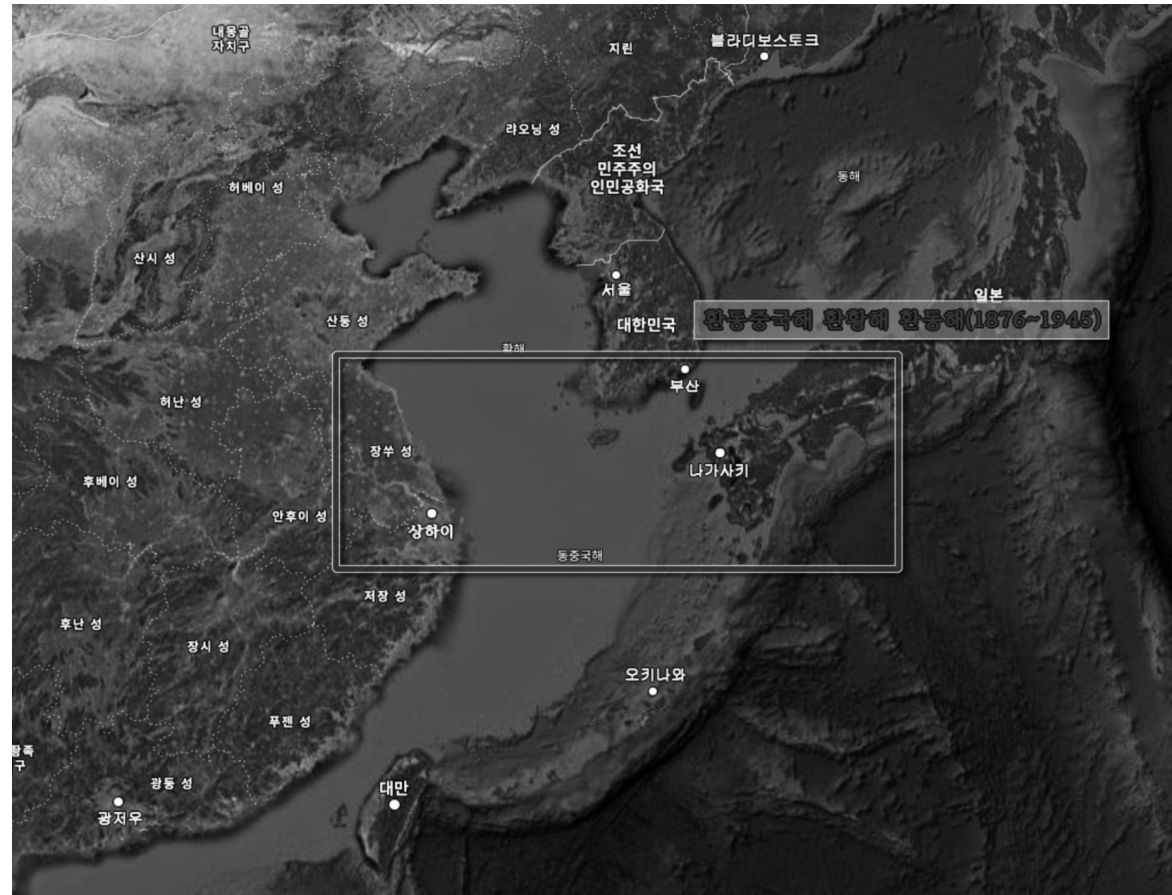 내몽골
자치구
지린
블라디보스토크
랴오닝 성
조선
민주주의
인민공화국
동해
허베이 성
산시 성
서울
일본
산둥 성
대한민국
환동중국해 환황해 환동해(1876~1945)
황해
부산
허난 성
장쑤 성
나가사키
후베이 성
안후이 성
상하이
동중국해
저장 성
후난 성
장시 성
오키나와
푸젠 성
구
광둥 성
대만
광저우